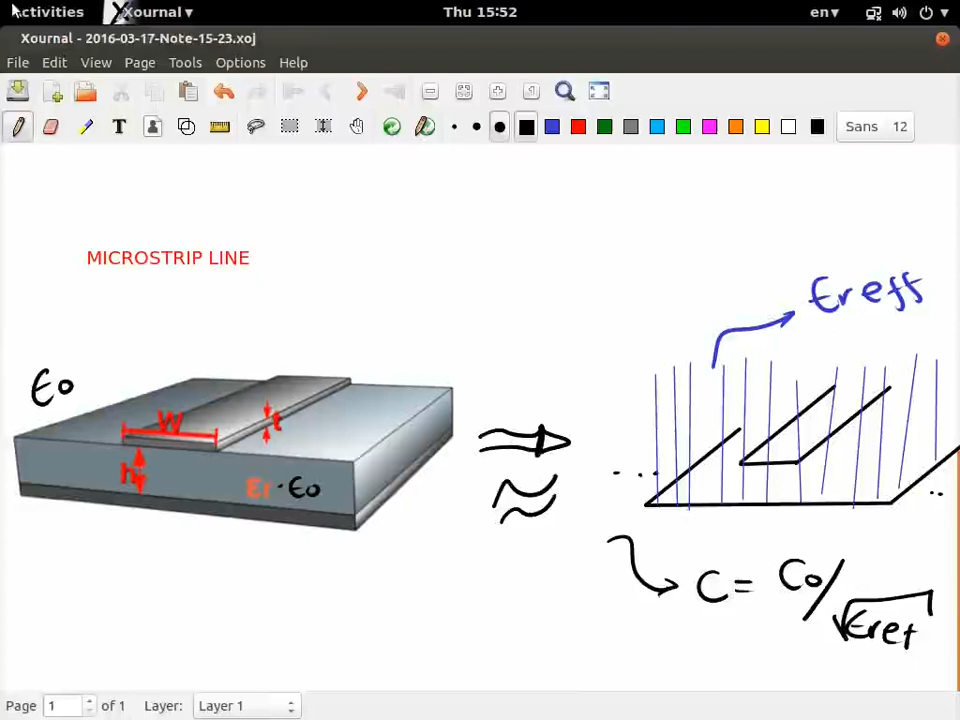 Activities Xournal ▾ Thu 15:52 en ▾
Xournal - 2016-03-17-Note-15-23.xoj
File Edit View Page Tools Options Help
Sans 12
MICROSTRIP LINE
εreff
ε0
W
t
h
εr · ε0
⇒
≈
C = C0/√εref
Page 1 of 1 Layer: Layer 1